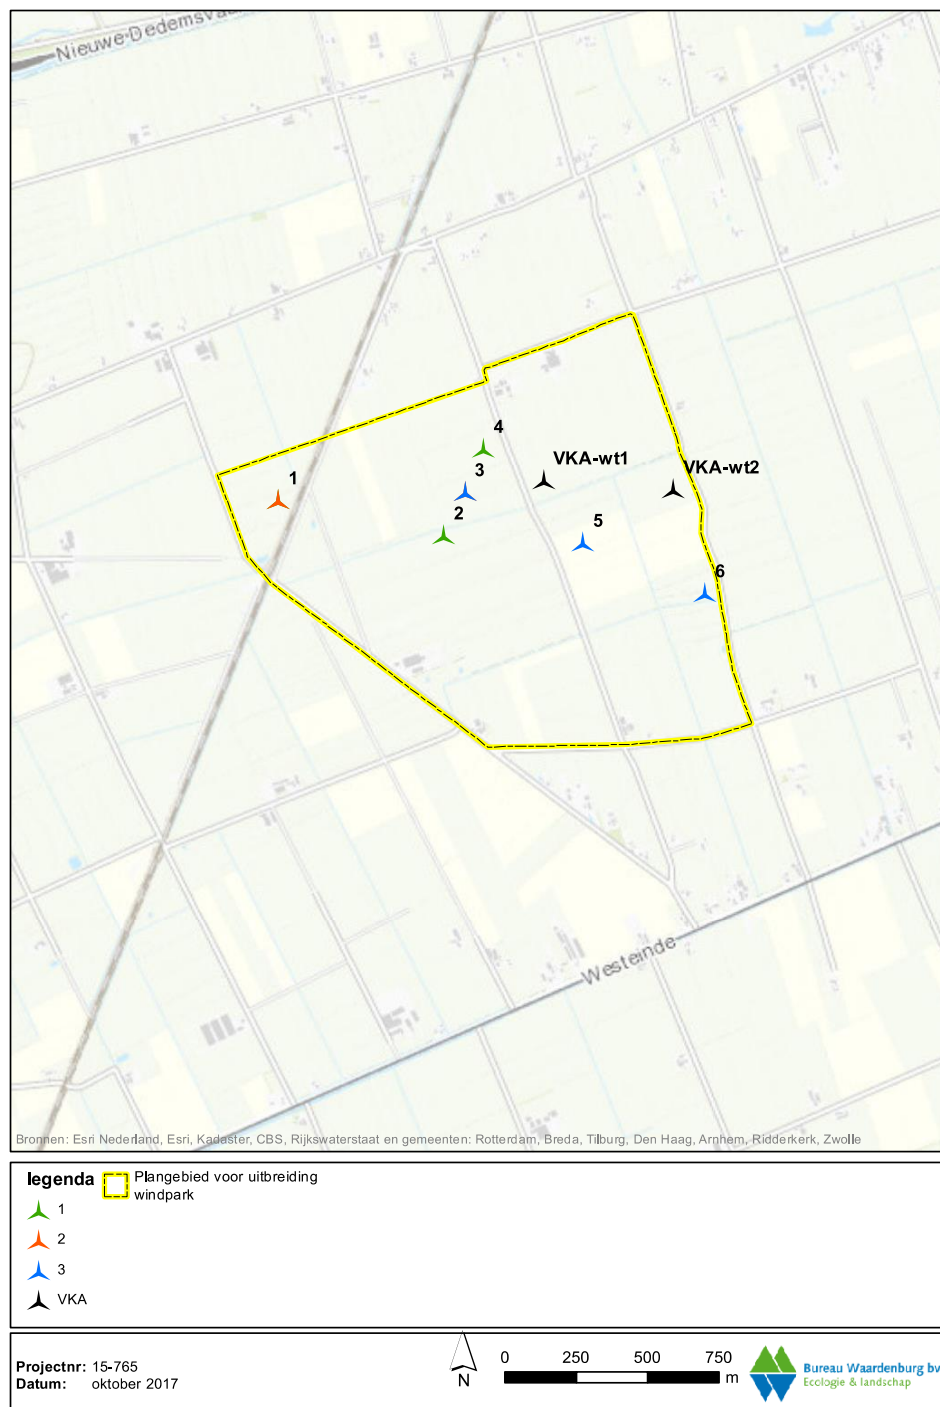 Nieuwe-Dedemsvaa
4
3
1
2
VKA-wt1
VKA-wt2
5
6
Westeinde
Bronnen: Esri Nederland, Esri, Kadaster, CBS, Rijkswaterstaat en gemeenten: Rotterdam, Breda, Tilburg, Den Haag, Arnhem, Ridderkerk, Zwolle
legenda
Plangebied voor uitbreiding
windpark
1
2
3
VKA
Projectnr: 15-765
Datum: oktober 2017
N
0 250 500 750
m
Bureau Waardenburg bv
Ecologie & landschap